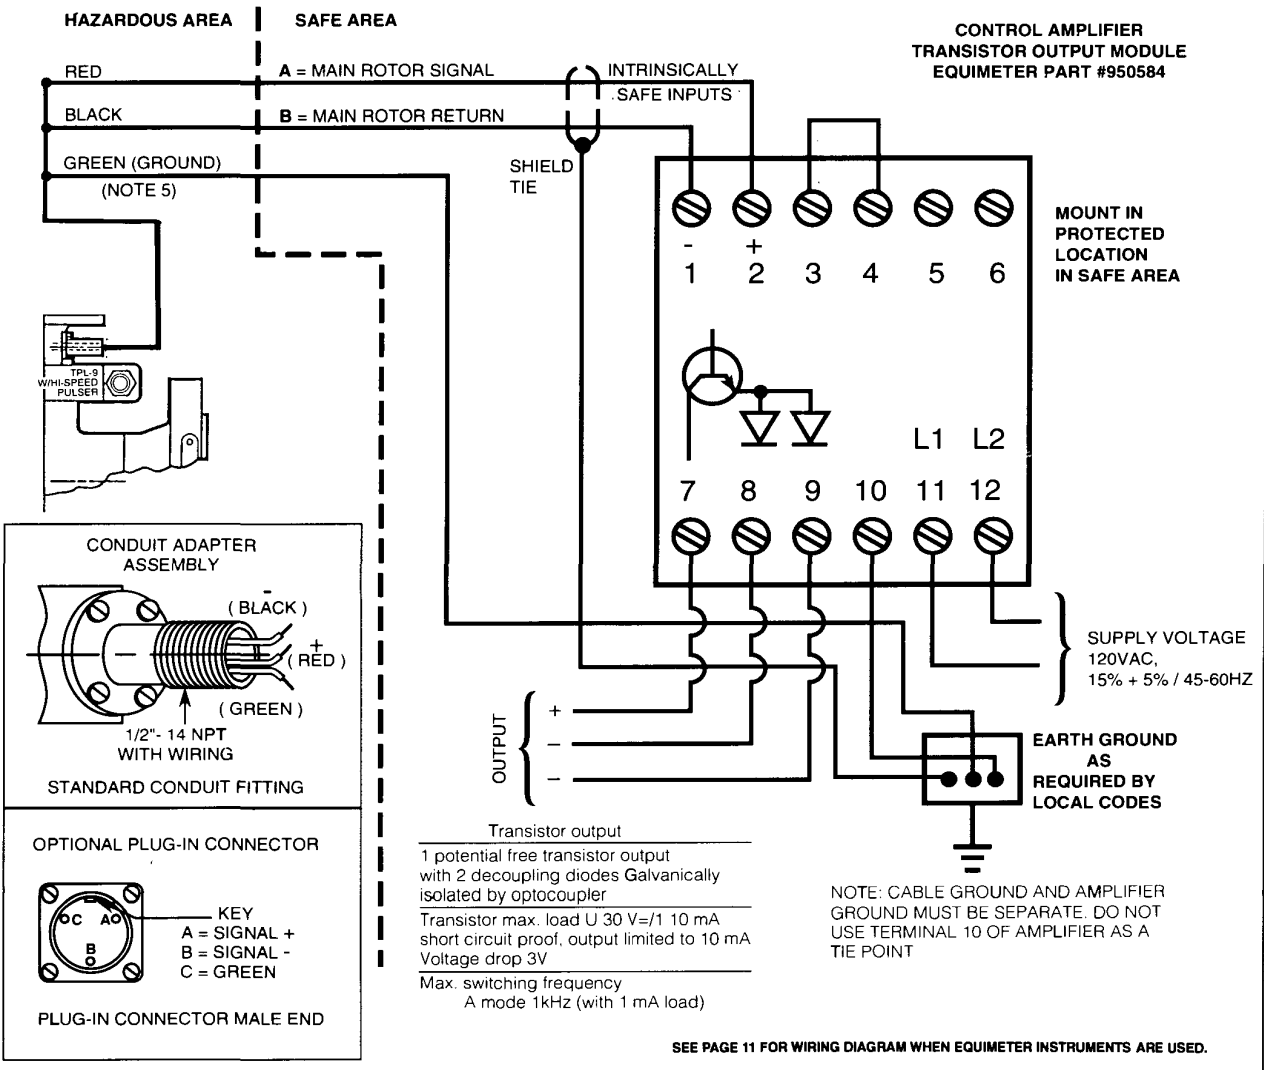 HAZARDOUS AREA
SAFE AREA
CONTROL AMPLIFIER
TRANSISTOR OUTPUT MODULE
EQUIMETER PART #950584
RED
A = MAIN ROTOR SIGNAL
INTRINSICALLY
SAFE INPUTS
BLACK
B = MAIN ROTOR RETURN
GREEN (GROUND)
(NOTE 5)
SHIELD
TIE
MOUNT IN
PROTECTED
LOCATION
IN SAFE AREA
- +
1 2 3 4 5 6
TPL-9
W/HI-SPEED
PULSER
L1 L2
7 8 9 10 11 12
CONDUIT ADAPTER
ASSEMBLY
-
(BLACK)
+
(RED)
(GREEN)
1/2"- 14 NPT
WITH WIRING
STANDARD CONDUIT FITTING
SUPPLY VOLTAGE
120VAC,
15% + 5% / 45-60HZ
OUTPUT
+
–
–
EARTH GROUND
AS
REQUIRED BY
LOCAL CODES
OPTIONAL PLUG-IN CONNECTOR
C A
B
KEY
A = SIGNAL +
B = SIGNAL -
C = GREEN
PLUG-IN CONNECTOR MALE END
Transistor output
1 potential free transistor output
with 2 decoupling diodes Galvanically
isolated by optocoupler
Transistor max. load U 30 V=/1 10 mA
short circuit proof, output limited to 10 mA
Voltage drop 3V
Max. switching frequency
A mode 1kHz (with 1 mA load)
NOTE: CABLE GROUND AND AMPLIFIER
GROUND MUST BE SEPARATE. DO NOT
USE TERMINAL 10 OF AMPLIFIER AS A
TIE POINT
SEE PAGE 11 FOR WIRING DIAGRAM WHEN EQUIMETER INSTRUMENTS ARE USED.